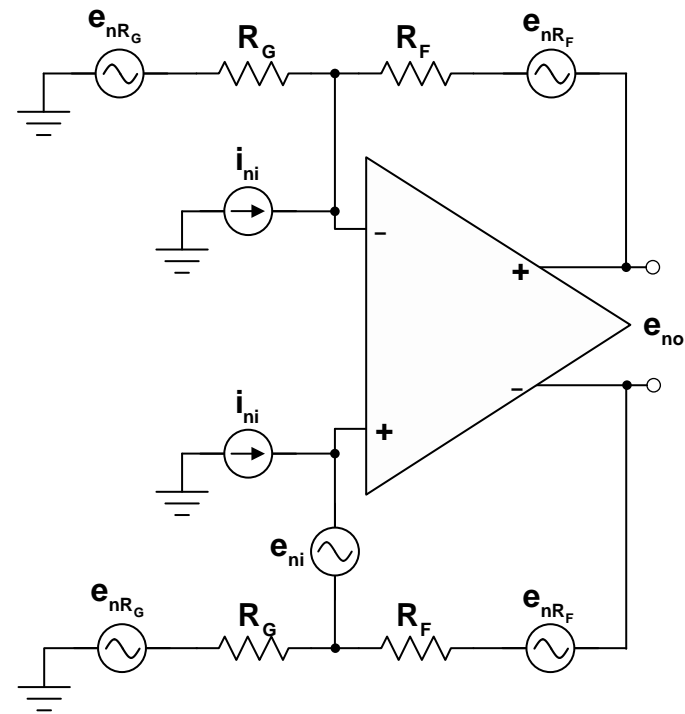 e_nR_G
R_G
R_F
e_nR_F
i_ni
–
+
e_no
–
i_ni
+
e_ni
e_nR_G
R_G
R_F
e_nR_F